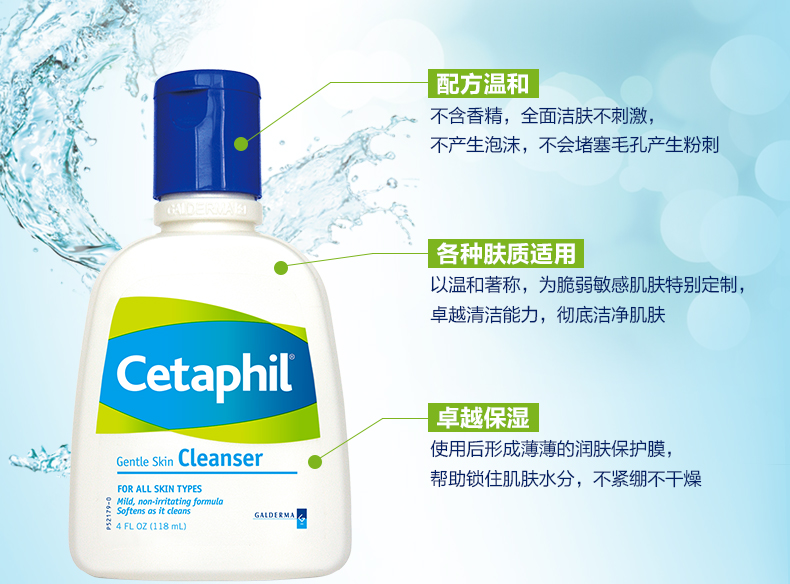 配方温和
不含香精，全面洁肤不刺激，
不产生泡沫，不会堵塞毛孔产生粉刺
各种肤质适用
以温和著称，为脆弱敏感肌肤特别定制，
卓越清洁能力，彻底洁净肌肤
卓越保湿
使用后形成薄薄的润肤保护膜，
帮助锁住肌肤水分，不紧绷不干燥
GALDERMA
Cetaphil®
Gentle Skin Cleanser
FOR ALL SKIN TYPES
Mild, non-irritating formula
Softens as it cleans
4 FL OZ (118 mL)
GALDERMA
P52179-0